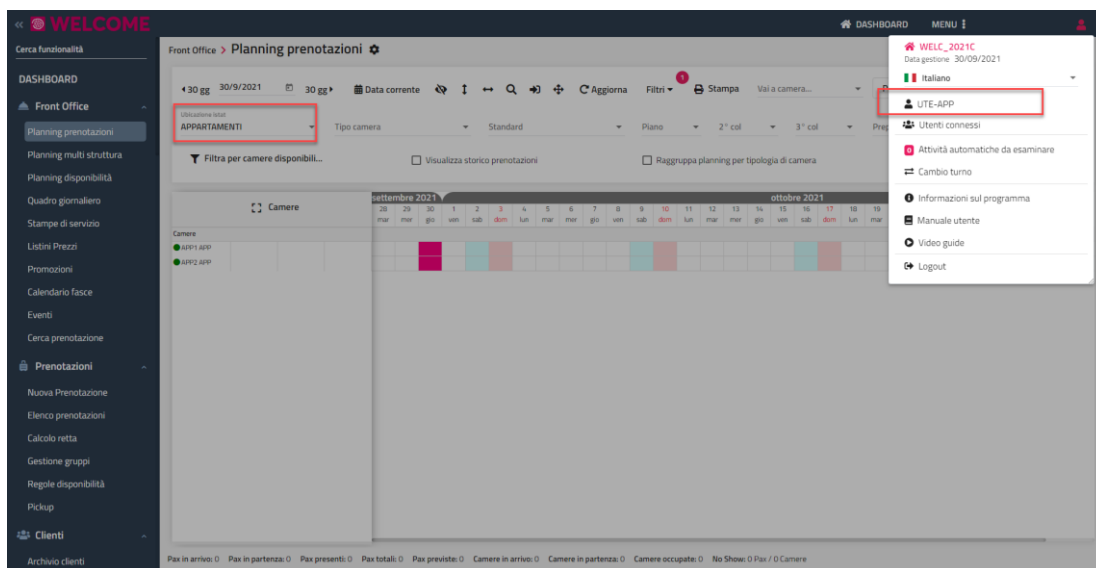 « WELCOME
DASHBOARD MENU
Cerca funzionalità
DASHBOARD
Front Office
Planning prenotazioni
Planning multi struttura
Planning disponibilità
Quadro giornaliero
Stampe di servizio
Listini Prezzi
Promozioni
Calendario fasce
Eventi
Cerca prenotazione
Prenotazioni
Nuova Prenotazione
Elenco prenotazioni
Calcolo retta
Gestione gruppi
Regole disponibilità
Pickup
Clienti
Archivio clienti
Front Office > Planning prenotazioni
30 gg 30/9/2021 30 gg Data corrente Aggiorna Filtri 1 Stampa Vai a camera...
Ubicazione Istat
APPARTAMENTI Tipo camera Standard Piano 2° col 3° col Prep
Filtra per camere disponibili... Visualizza storico prenotazioni Raggruppa planning per tipologia di camera
Camere
settembre 2021 ottobre 2021
28 29 30 1 2 3 4 5 6 7 8 9 10 11 12 13 14 15 16 17 18 19
mar mer gio ven sab dom lun mar mer gio ven sab dom lun mar mer gio ven sab dom lun mar
Camere
APP1 APP
APP2 APP
WELC_2021C
Data gestione 30/09/2021
Italiano
UTE-APP
Utenti connessi
0 Attività automatiche da esaminare
Cambio turno
Informazioni sul programma
Manuale utente
Video guide
Logout
Pax in arrivo: 0 Pax in partenza: 0 Pax presenti: 0 Pax totali: 0 Pax previste: 0 Camere in arrivo: 0 Camere in partenza: 0 Camere occupate: 0 No Show: 0 Pax / 0 Camere